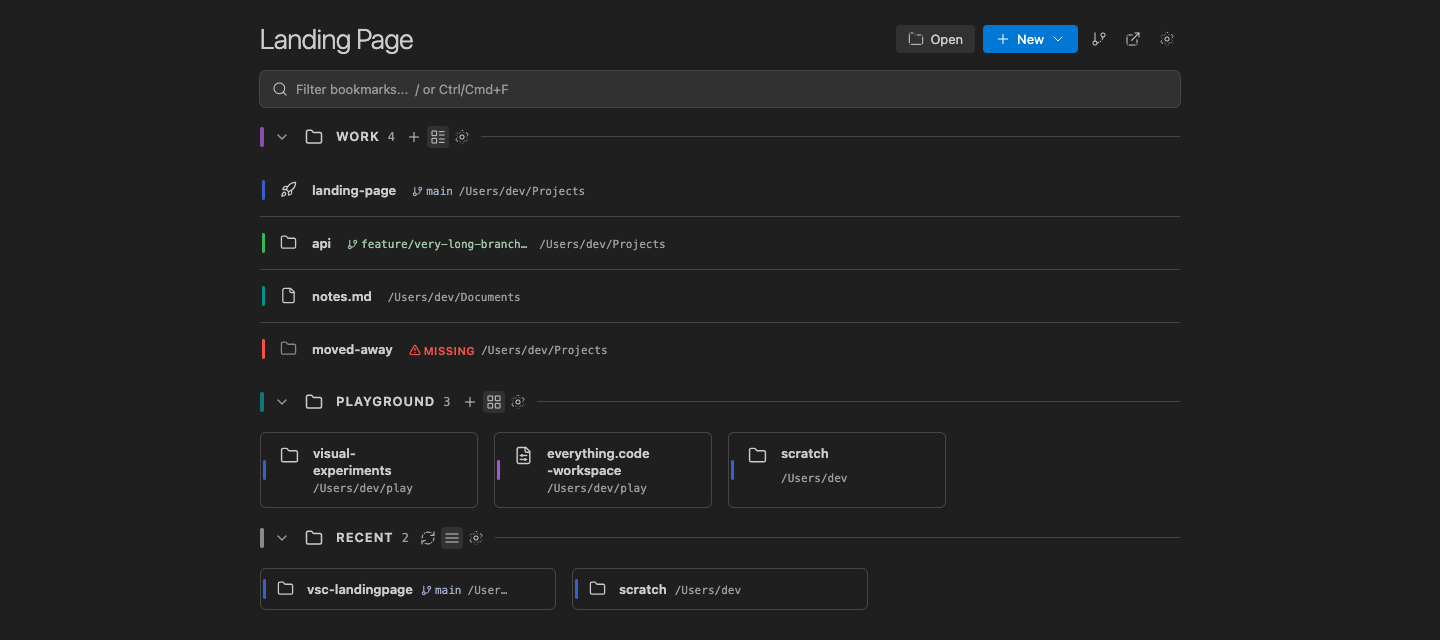 Landing Page
Open
New
Filter bookmarks... / or Ctrl/Cmd+F
WORK 4
landing-page main /Users/dev/Projects
api feature/very-long-branch… /Users/dev/Projects
notes.md /Users/dev/Documents
moved-away MISSING /Users/dev/Projects
PLAYGROUND 3
visual-
experiments
/Users/dev/play
everything.code
-workspace
/Users/dev/play
scratch
/Users/dev
RECENT 2
vsc-landingpage main /User…
scratch /Users/dev